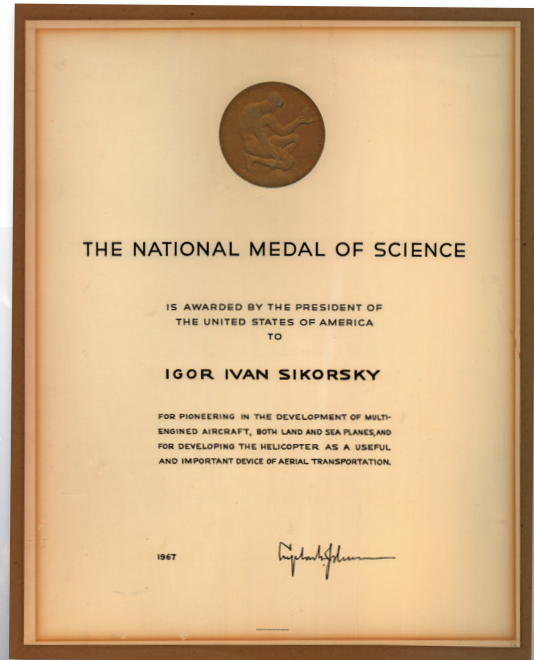 THE NATIONAL MEDAL OF SCIENCE
IS AWARDED BY THE PRESIDENT OF
THE UNITED STATES OF AMERICA
TO
IGOR IVAN SIKORSKY
FOR PIONEERING IN THE DEVELOPMENT OF MULTI-
ENGINED AIRCRAFT, BOTH LAND AND SEA PLANES, AND
FOR DEVELOPING THE HELICOPTER AS A USEFUL
AND IMPORTANT DEVICE OF AERIAL TRANSPORTATION.
1967